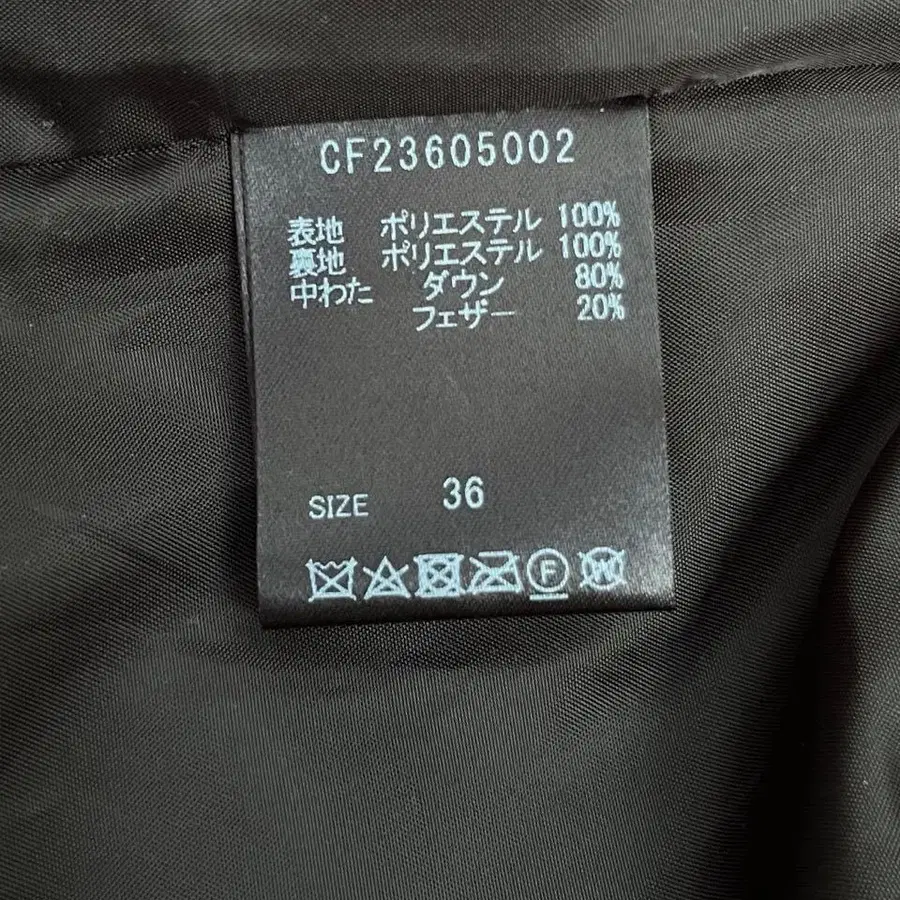 CF23605002
表地 ポリエステル 100%
裏地 ポリエステル 100%
中わた ダウン 80%
フェザー 20%
SIZE 36
F W